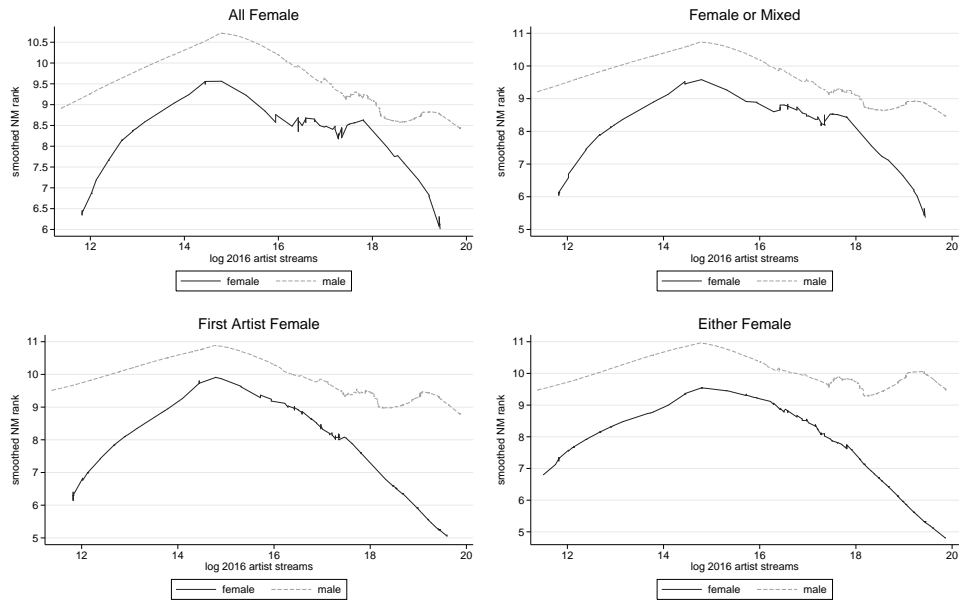 All Female
smoothed NM rank
10.5
10
9.5
9
8.5
8
7.5
7
6.5
6
12 14 16 18 20
log 2016 artist streams
female male
Female or Mixed
smoothed NM rank
11
10
9
8
7
6
5
12 14 16 18 20
log 2016 artist streams
female male
First Artist Female
smoothed NM rank
11
10
9
8
7
6
5
12 14 16 18 20
log 2016 artist streams
female male
Either Female
smoothed NM rank
11
10
9
8
7
6
5
12 14 16 18 20
log 2016 artist streams
female male